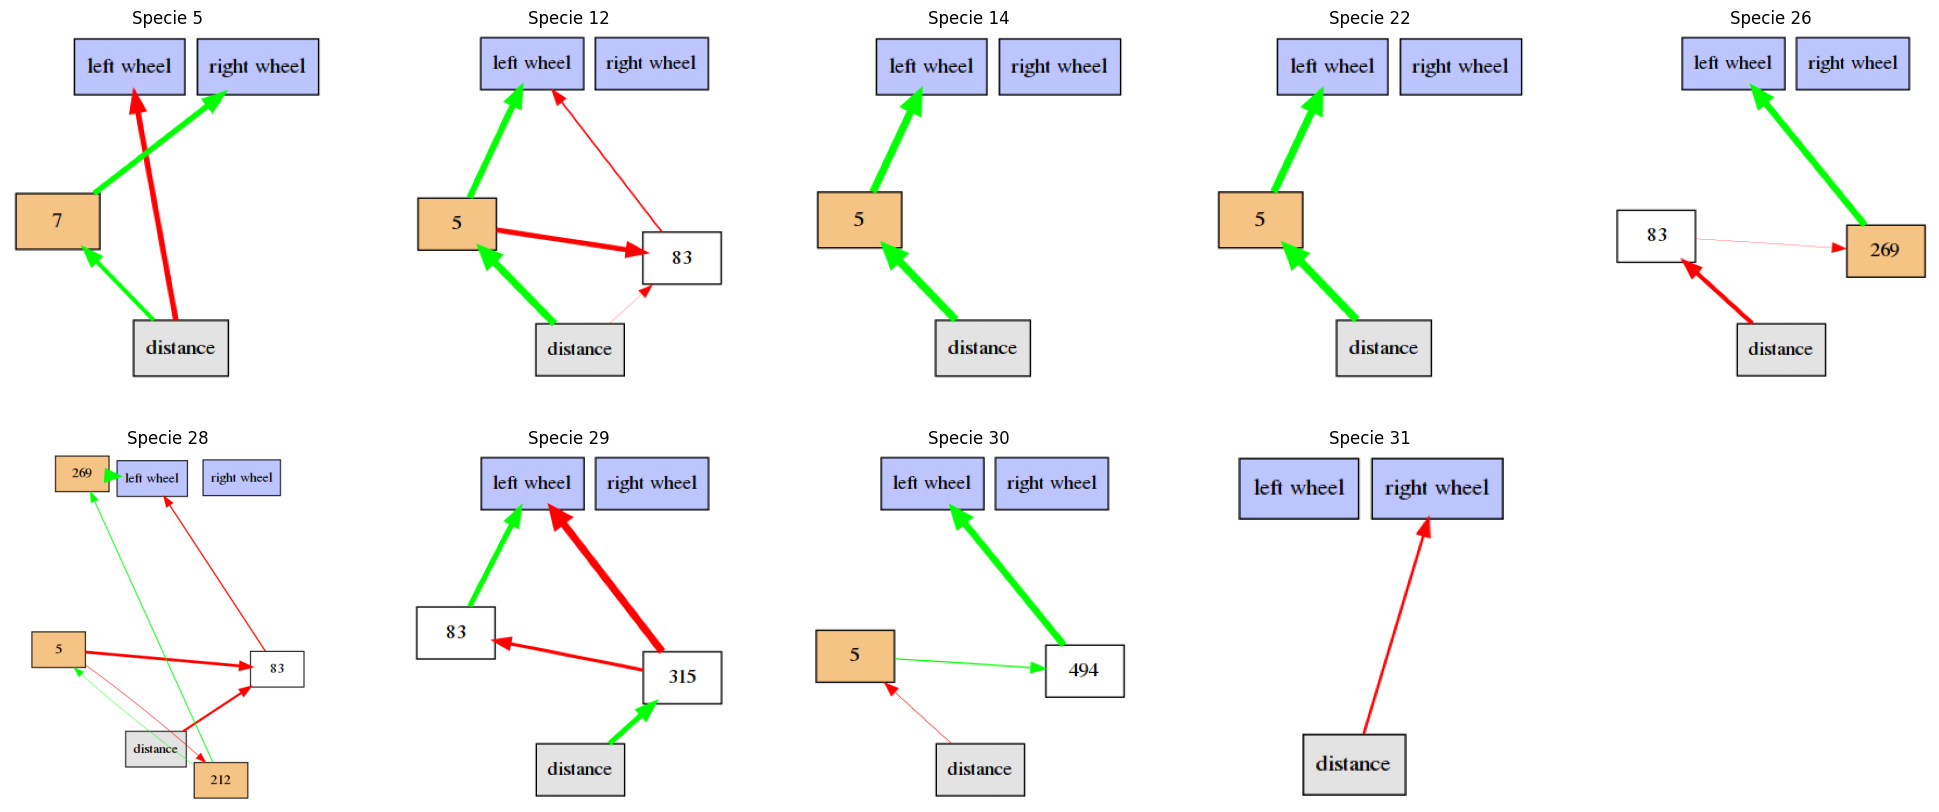 Specie 5
left wheel
right wheel
7
distance
Specie 12
left wheel
right wheel
5
83
distance
Specie 14
left wheel
right wheel
5
distance
Specie 22
left wheel
right wheel
5
distance
Specie 26
left wheel
right wheel
83
269
distance
Specie 28
269
left wheel
right wheel
5
83
distance
212
Specie 29
left wheel
right wheel
83
315
distance
Specie 30
left wheel
right wheel
5
494
distance
Specie 31
left wheel
right wheel
distance